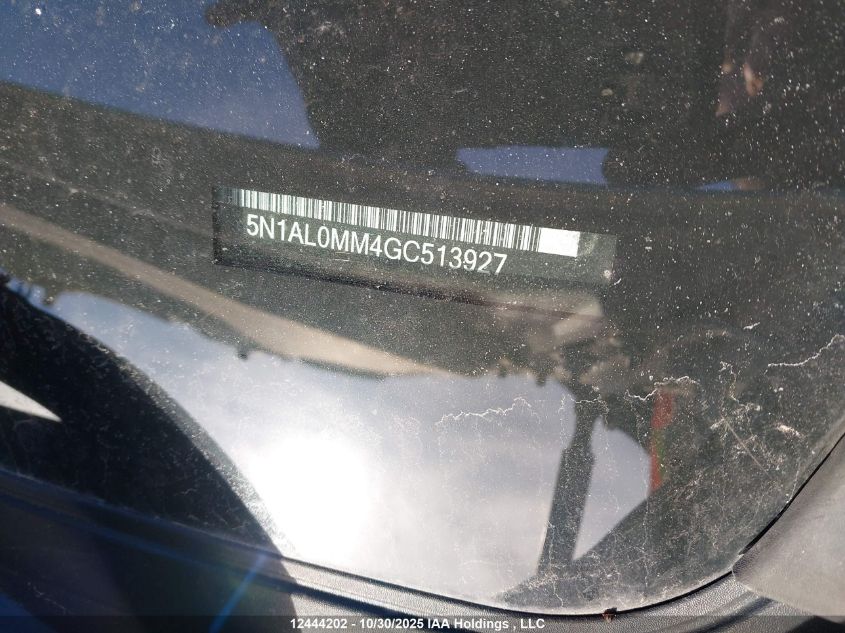 5N1AL0MM4GC513927
12444202 - 10/30/2025 IAA Holdings , LLC